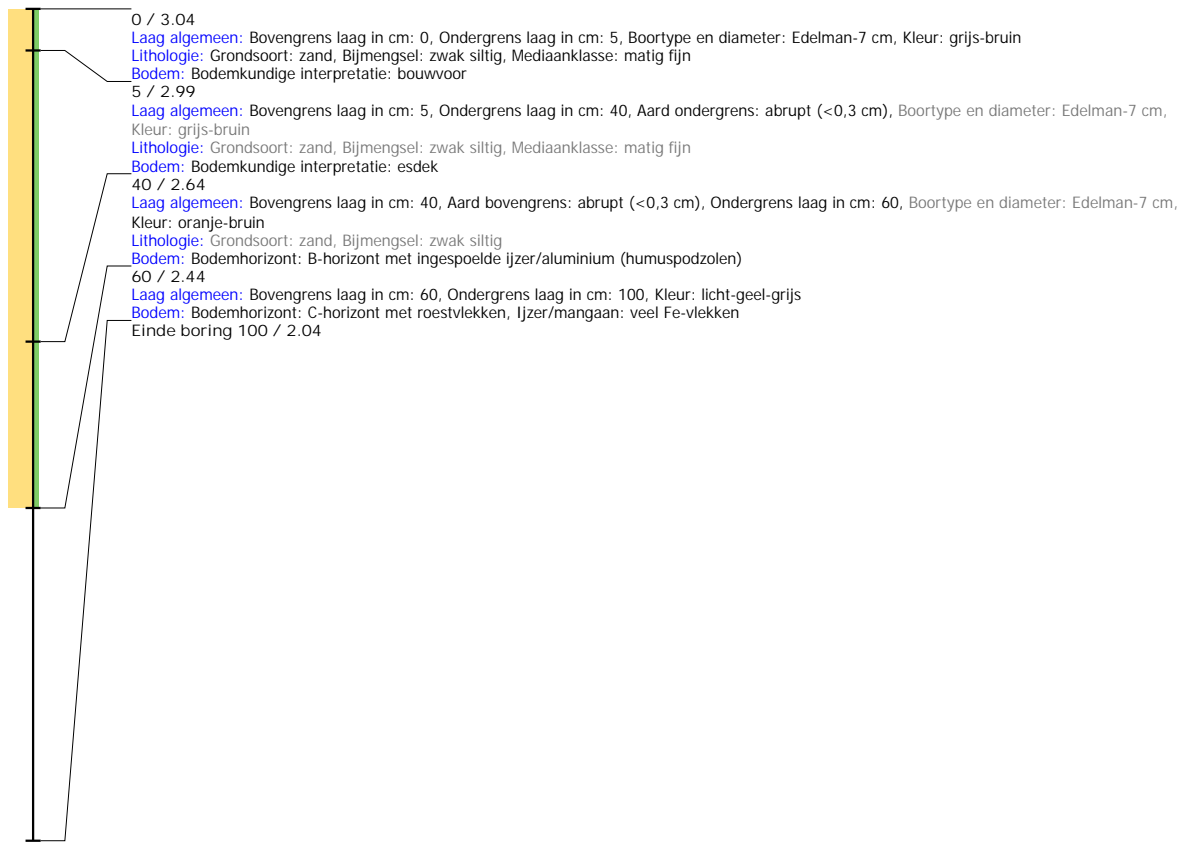 0 / 3.04
Laag algemeen: Bovengrens laag in cm: 0, Ondergrens laag in cm: 5, Boortype en diameter: Edelman-7 cm, Kleur: grijs-bruin
Lithologie: Grondsoort: zand, Bijmengsel: zwak siltig, Mediaanklasse: matig fijn
Bodem: Bodemkundige interpretatie: bouwvoor
5 / 2.99
Laag algemeen: Bovengrens laag in cm: 5, Ondergrens laag in cm: 40, Aard ondergrens: abrupt (<0,3 cm), Boortype en diameter: Edelman-7 cm,
Kleur: grijs-bruin
Lithologie: Grondsoort: zand, Bijmengsel: zwak siltig, Mediaanklasse: matig fijn
Bodem: Bodemkundige interpretatie: esdek
40 / 2.64
Laag algemeen: Bovengrens laag in cm: 40, Aard bovengrens: abrupt (<0,3 cm), Ondergrens laag in cm: 60, Boortype en diameter: Edelman-7 cm,
Kleur: oranje-bruin
Lithologie: Grondsoort: zand, Bijmengsel: zwak siltig
Bodem: Bodemhorizont: B-horizont met ingespoelde ijzer/aluminium (humuspodzolen)
60 / 2.44
Laag algemeen: Bovengrens laag in cm: 60, Ondergrens laag in cm: 100, Kleur: licht-geel-grijs
Bodem: Bodemhorizont: C-horizont met roestvlekken, Ijzer/mangaan: veel Fe-vlekken
Einde boring 100 / 2.04